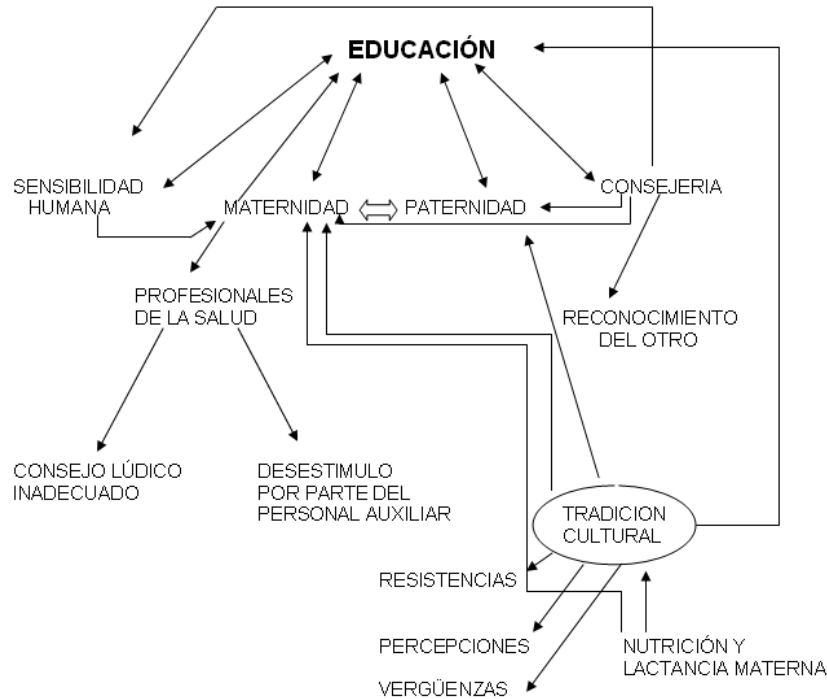 EDUCACIÓN
SENSIBILIDAD
HUMANA
MATERNIDAD
PATERNIDAD
CONSEJERIA
PROFESIONALES
DE LA SALUD
RECONOCIMIENTO
DEL OTRO
CONSEJO LÚDICO
INADECUADO
DESESTIMULO
POR PARTE DEL
PERSONAL AUXILIAR
TRADICION
CULTURAL
RESISTENCIAS
PERCEPCIONES
VERGÜENZAS
NUTRICIÓN Y
LACTANCIA MATERNA